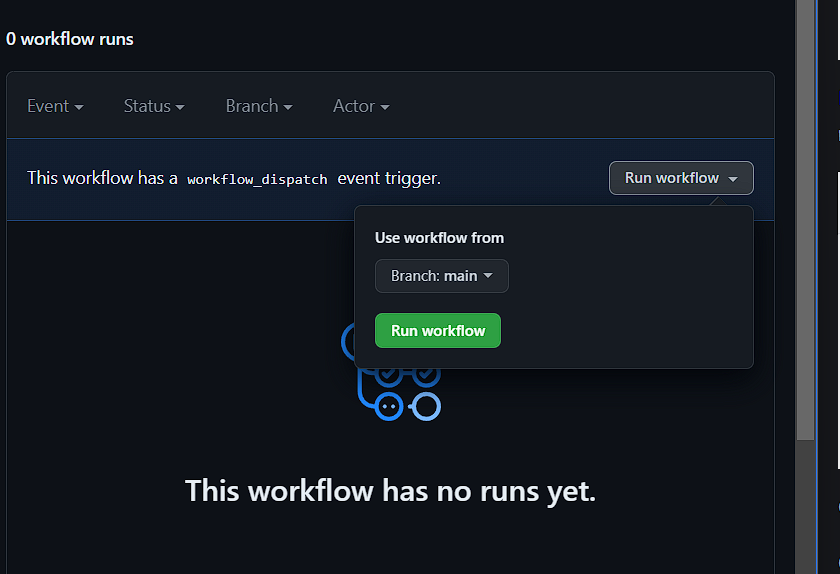 0 workflow runs
Event Status Branch Actor
This workflow has a workflow_dispatch event trigger.
Run workflow
Use workflow from
Branch: main
Run workflow
This workflow has no runs yet.